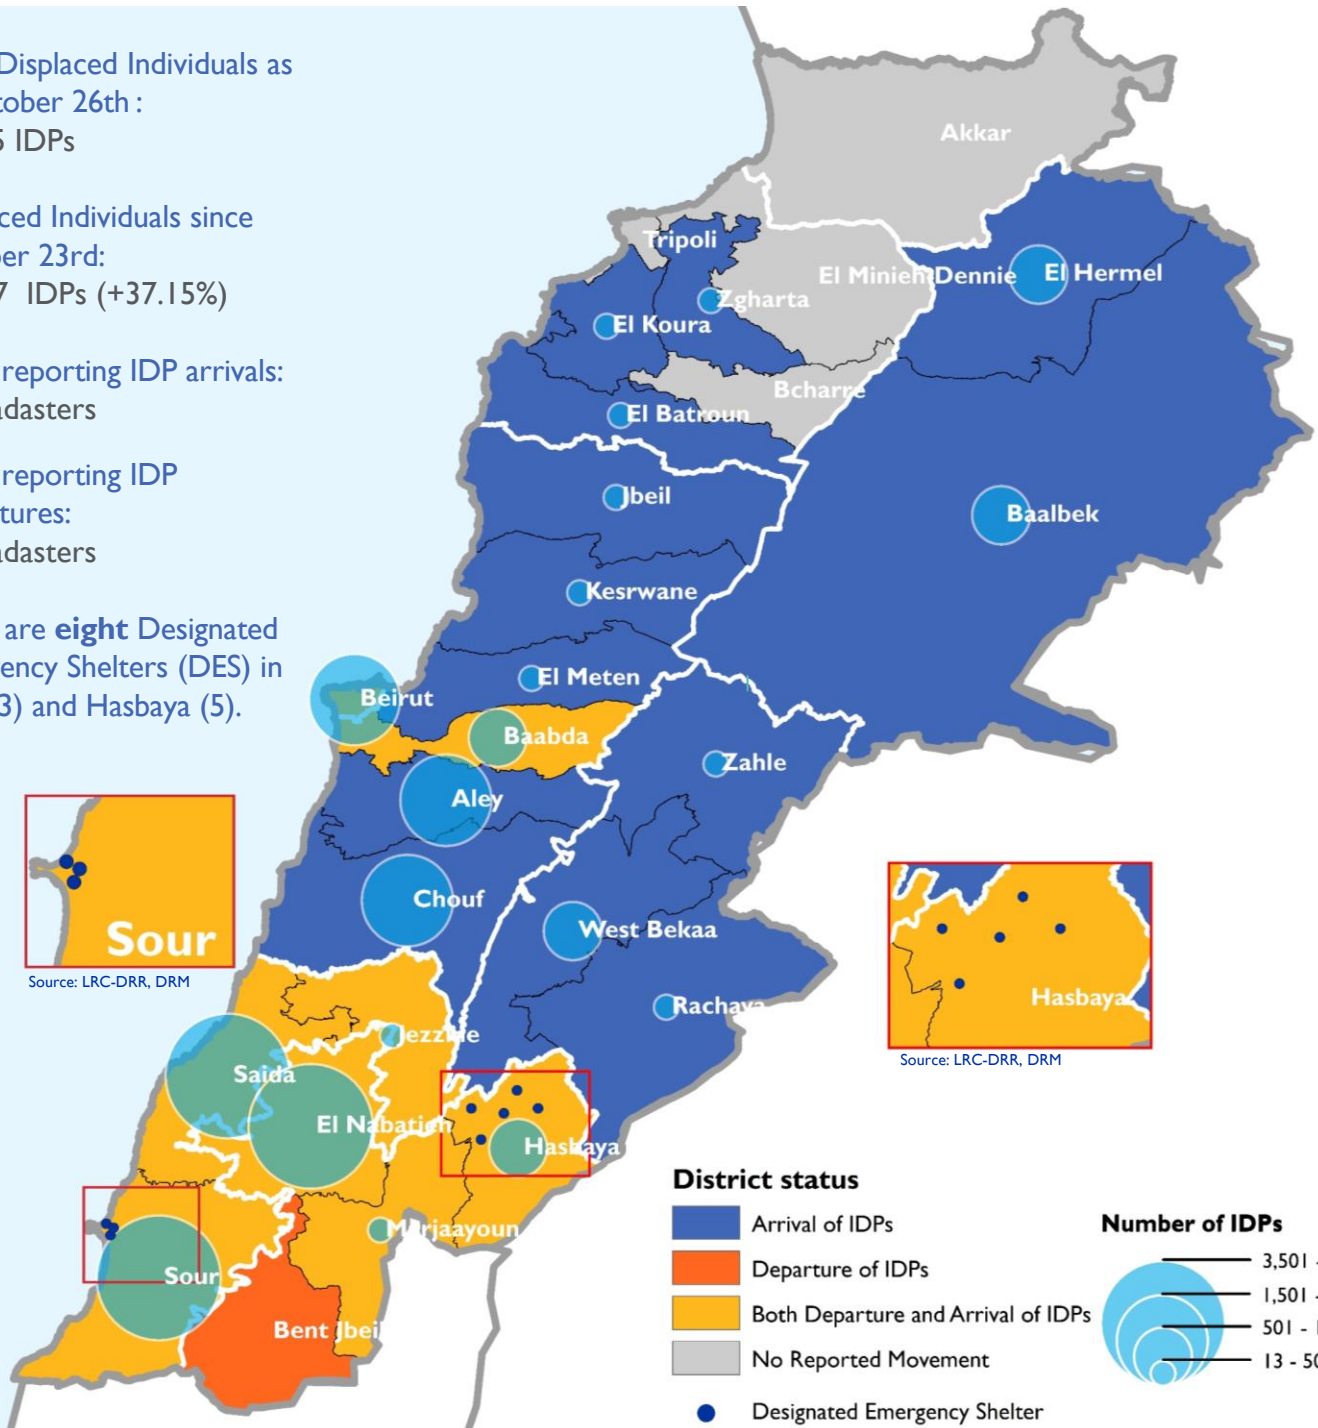 Displaced Individuals as
tober 26th :
IDPs
ced Individuals since
er 23rd:
7 IDPs (+37.15%)
reporting IDP arrivals:
adasters
reporting IDP
tures:
adasters
are eight Designated
ency Shelters (DES) in
3) and Hasbaya (5).
Akkar
Tripoli
El Minieh-Dennie
El Hermel
Zgharta
El Koura
Bcharre
El Batroun
Jbeil
Baalbek
Kesrwane
El Meten
Beirut
Baabda
Zahle
Aley
Chouf
West Bekaa
Rachaya
Jezzine
Saida
El Nabatieh
Hasbaya
Marjaayoun
Sour
Bent Jbeil
Sour
Source: LRC-DRR, DRM
Hasbaya
Source: LRC-DRR, DRM
District status
Arrival of IDPs
Departure of IDPs
Both Departure and Arrival of IDPs
No Reported Movement
Designated Emergency Shelter
Number of IDPs
3,501 -
1,501 -
501 -
13 -